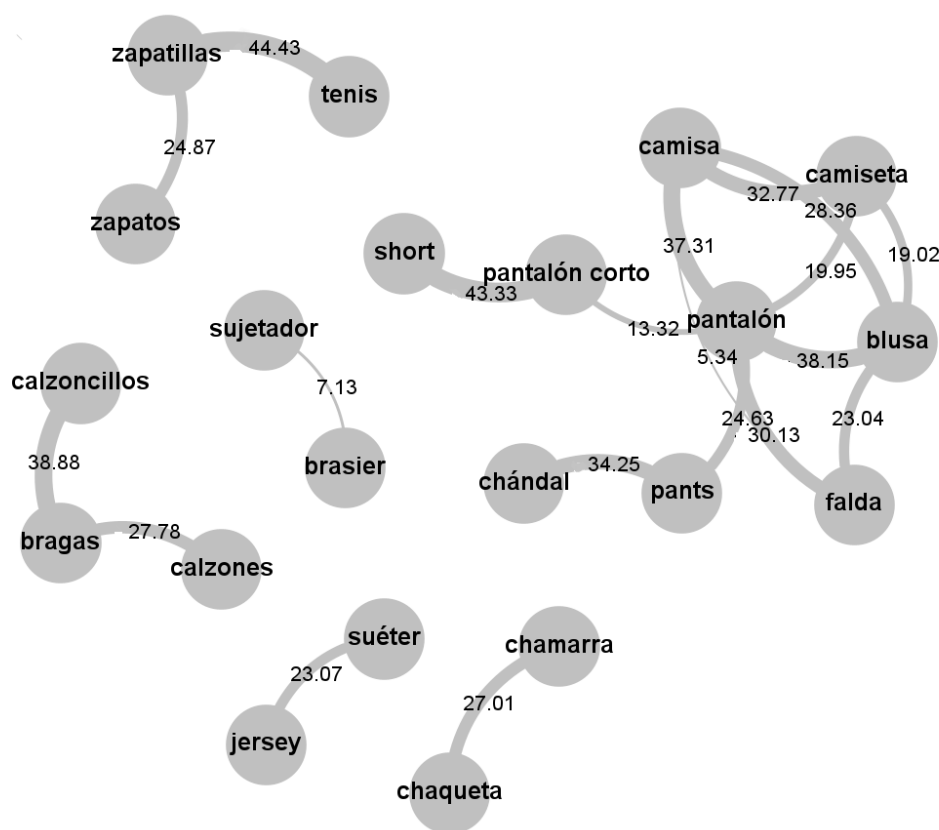 zapatillas
44.43
tenis
24.87
zapatos
camisa
camiseta
32.77
28.36
37.31
19.02
19.95
short
pantalón corto
43.33
13.32
pantalón
blusa
5.34
38.15
sujetador
7.13
brasier
calzoncillos
38.88
bragas
27.78
calzones
24.63
30.13
23.04
chándal
34.25
pants
falda
suéter
23.07
jersey
chamarra
27.01
chaqueta